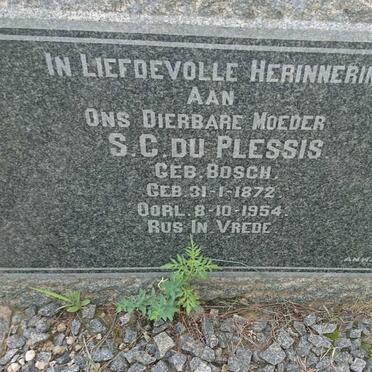 IN LIEFDEVOLLE HERINNERIN
AAN
ONS DIERBARE MOEDER
S.C. DU PLESSIS
GEB. BOSCH.
GEB. 31-1-1872.
OORL. 8-10-1954.
RUS IN VREDE